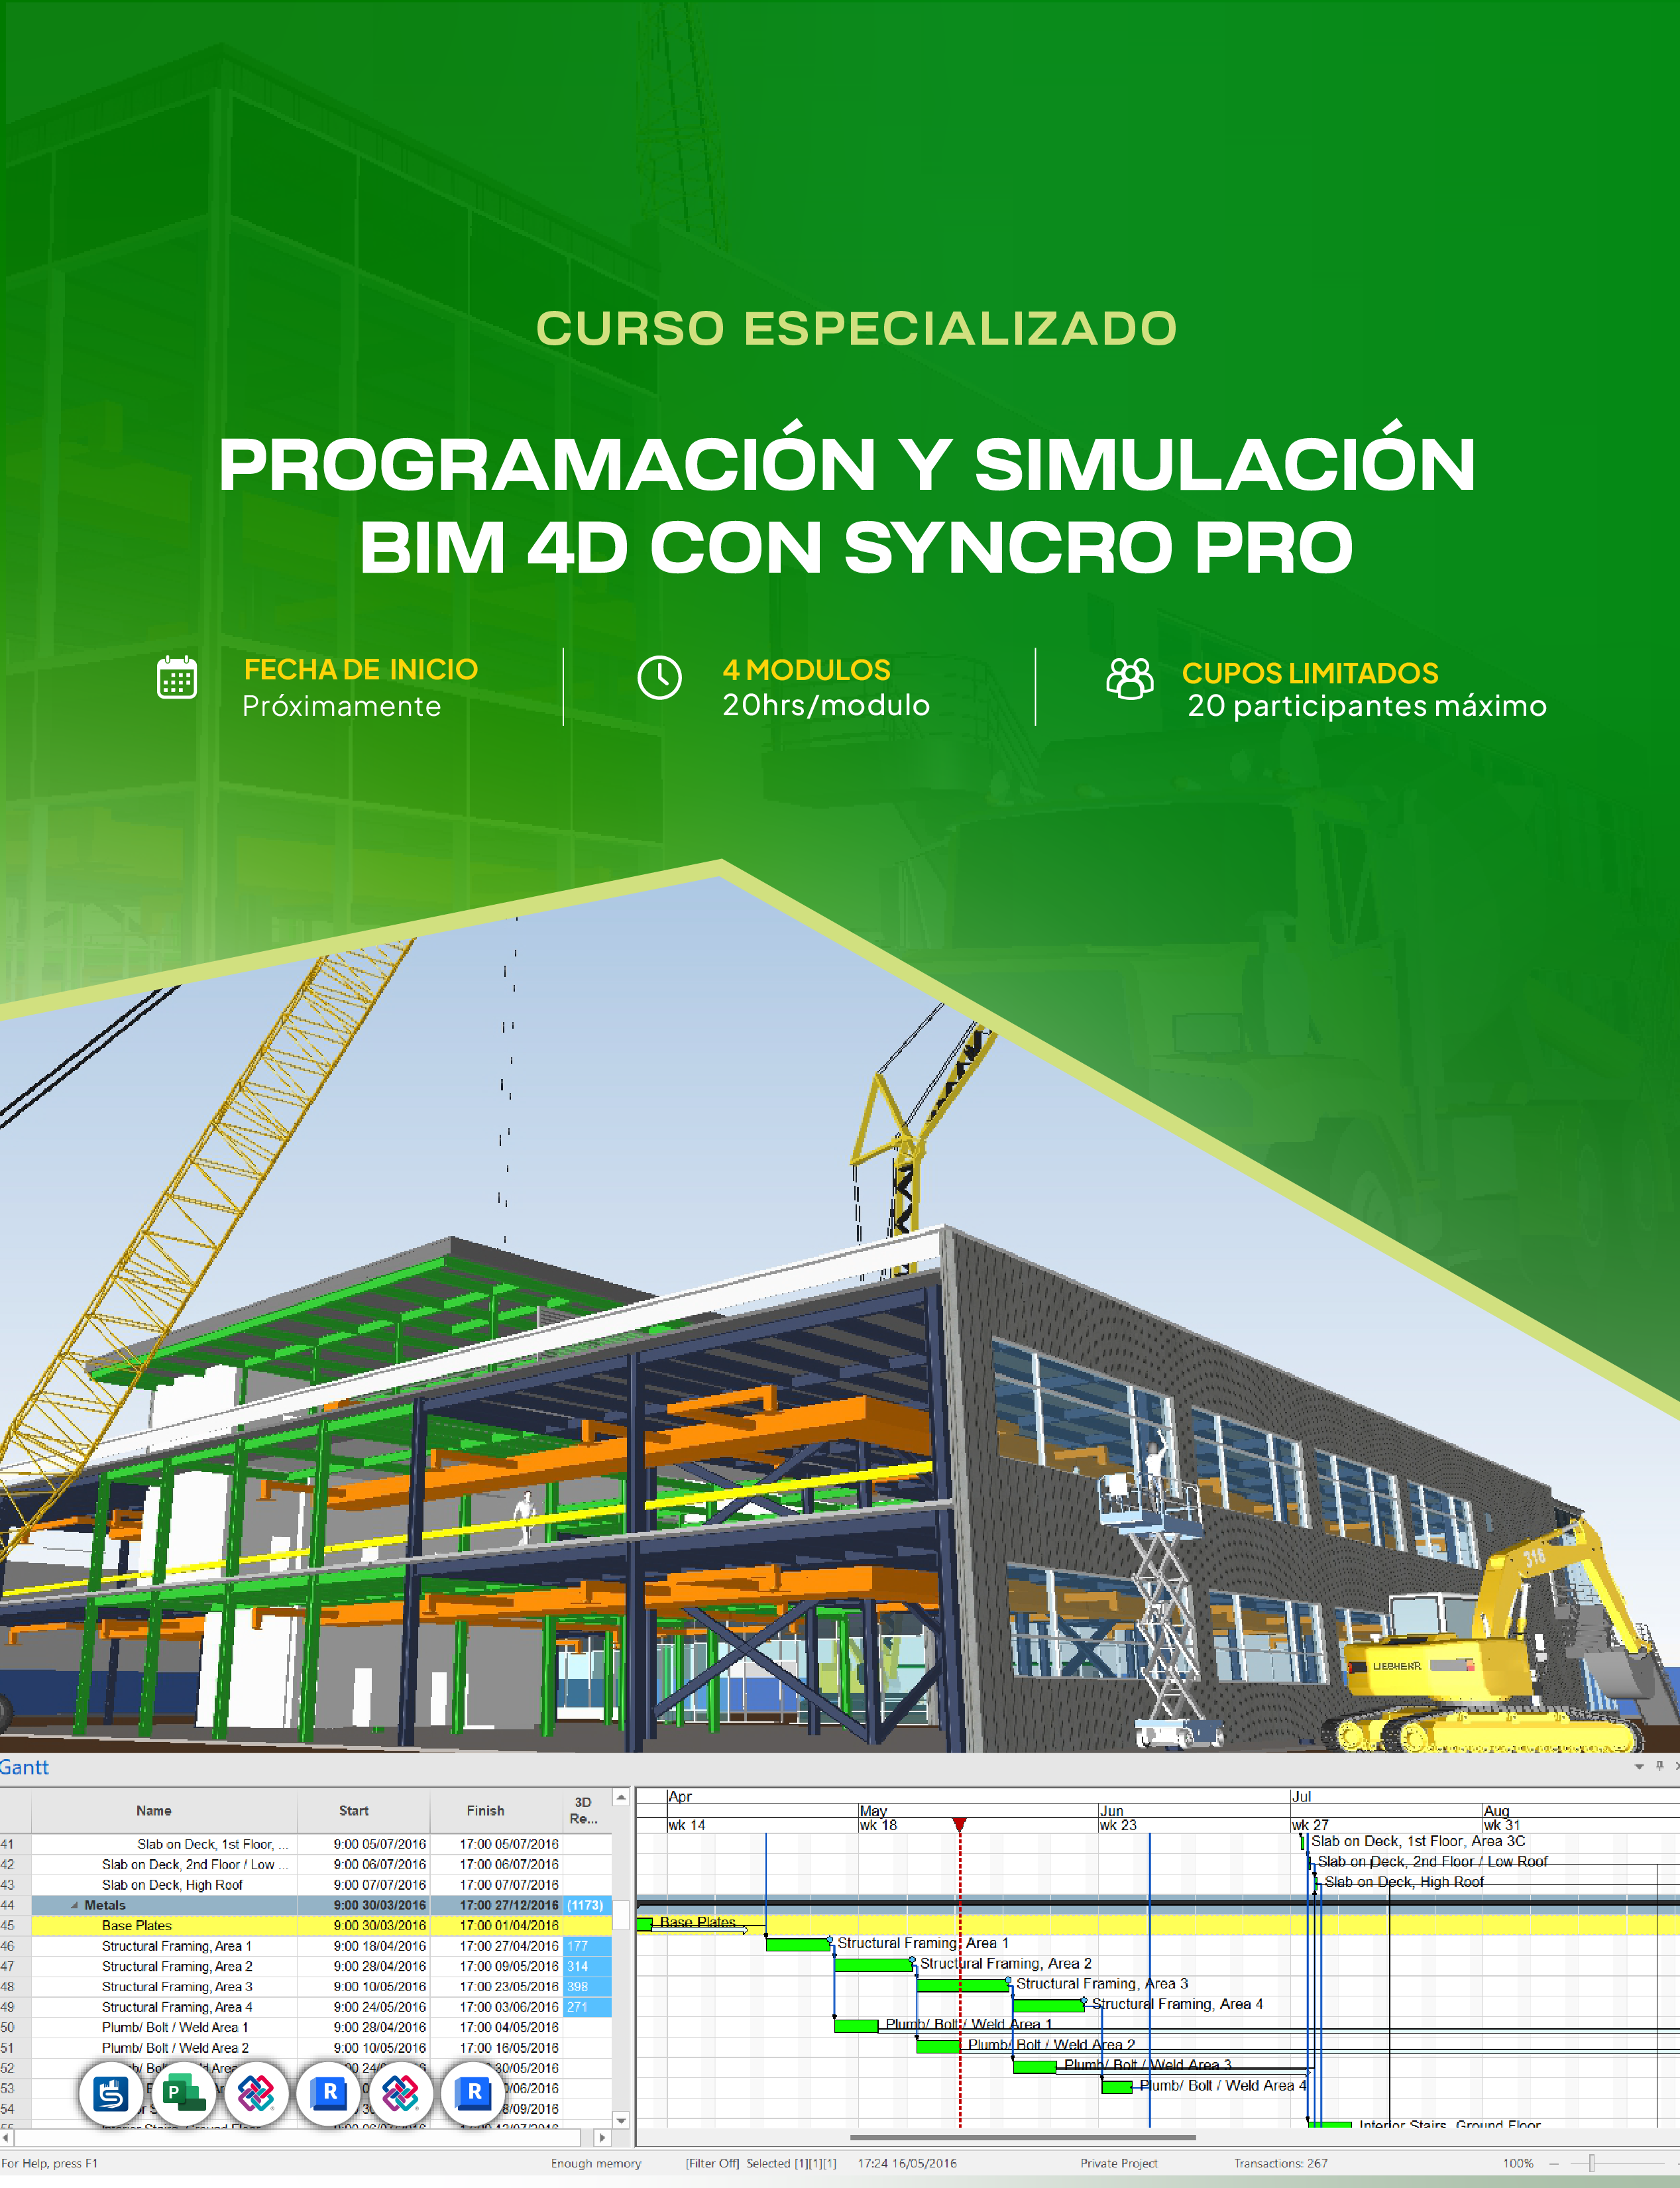 CURSO ESPECIALIZADO
PROGRAMACIÓN Y SIMULACIÓN
BIM 4D CON SYNCRO PRO
FECHA DE INICIO
Próximamente
4 MODULOS
20hrs/modulo
CUPOS LIMITADOS
20 participantes máximo
316
LIEBHERR
Gantt
Name Start Finish 3D Re...
41 Slab on Deck, 1st Floor, ... 9:00 05/07/2016 17:00 05/07/2016
42 Slab on Deck, 2nd Floor / Low ... 9:00 06/07/2016 17:00 06/07/2016
43 Slab on Deck, High Roof 9:00 07/07/2016 17:00 07/07/2016
44 Metals 9:00 30/03/2016 17:00 27/12/2016 (1173)
45 Base Plates 9:00 30/03/2016 17:00 01/04/2016
46 Structural Framing, Area 1 9:00 18/04/2016 17:00 27/04/2016 177
47 Structural Framing, Area 2 9:00 28/04/2016 17:00 09/05/2016 314
48 Structural Framing, Area 3 9:00 10/05/2016 17:00 23/05/2016 398
49 Structural Framing, Area 4 9:00 24/05/2016 17:00 03/06/2016 271
50 Plumb/ Bolt / Weld Area 1 9:00 28/04/2016 17:00 04/05/2016
51 Plumb/ Bolt / Weld Area 2 9:00 10/05/2016 17:00 16/05/2016
52
53
54
Apr Jul
May Jun Aug
wk 14 wk 18 wk 23 wk 27 wk 31
Slab on Deck, 1st Floor, Area 3C
Slab on Deck, 2nd Floor / Low Roof
Slab on Deck, High Roof
Base Plates
Structural Framing, Area 1
Structural Framing, Area 2
Structural Framing, Area 3
Structural Framing, Area 4
Plumb/ Bolt / Weld Area 1
Plumb/ Bolt / Weld Area 2
Plumb/ Bolt / Weld Area 3
Plumb/ Bolt / Weld Area 4
Interior Stairs, Ground Floor
S P R R
For Help, press F1 Enough memory [Filter Off] Selected [1][1][1] 17:24 16/05/2016 Private Project Transactions: 267 100%